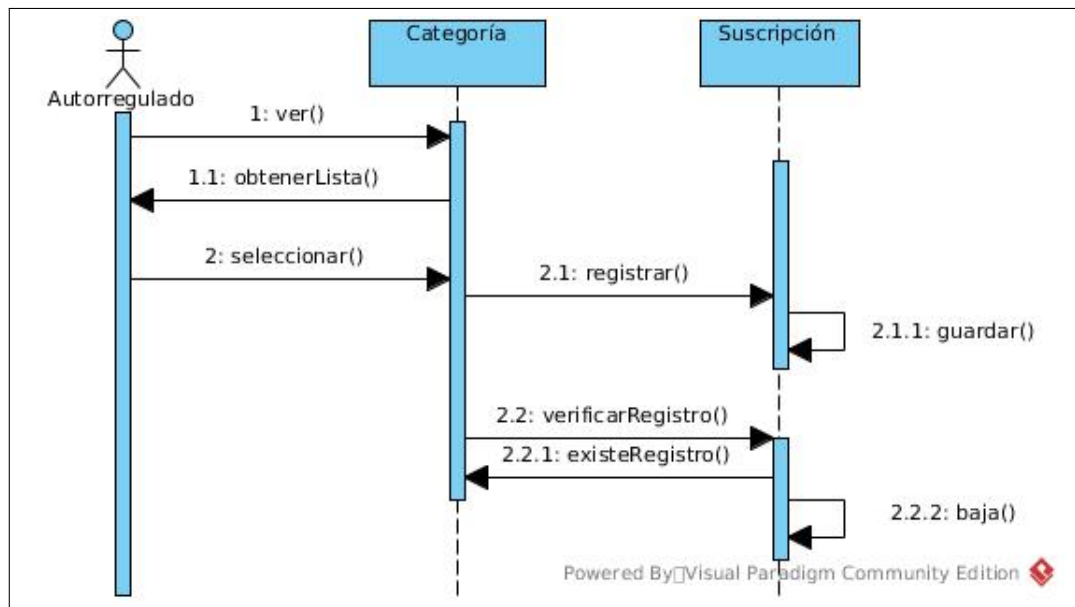 Categoría
Suscripción
Autorregulado
1: ver()
1.1: obtenerLista()
2: seleccionar()
2.1: registrar()
2.1.1: guardar()
2.2: verificarRegistro()
2.2.1: existeRegistro()
2.2.2: baja()
Powered By Visual Paradigm Community Edition